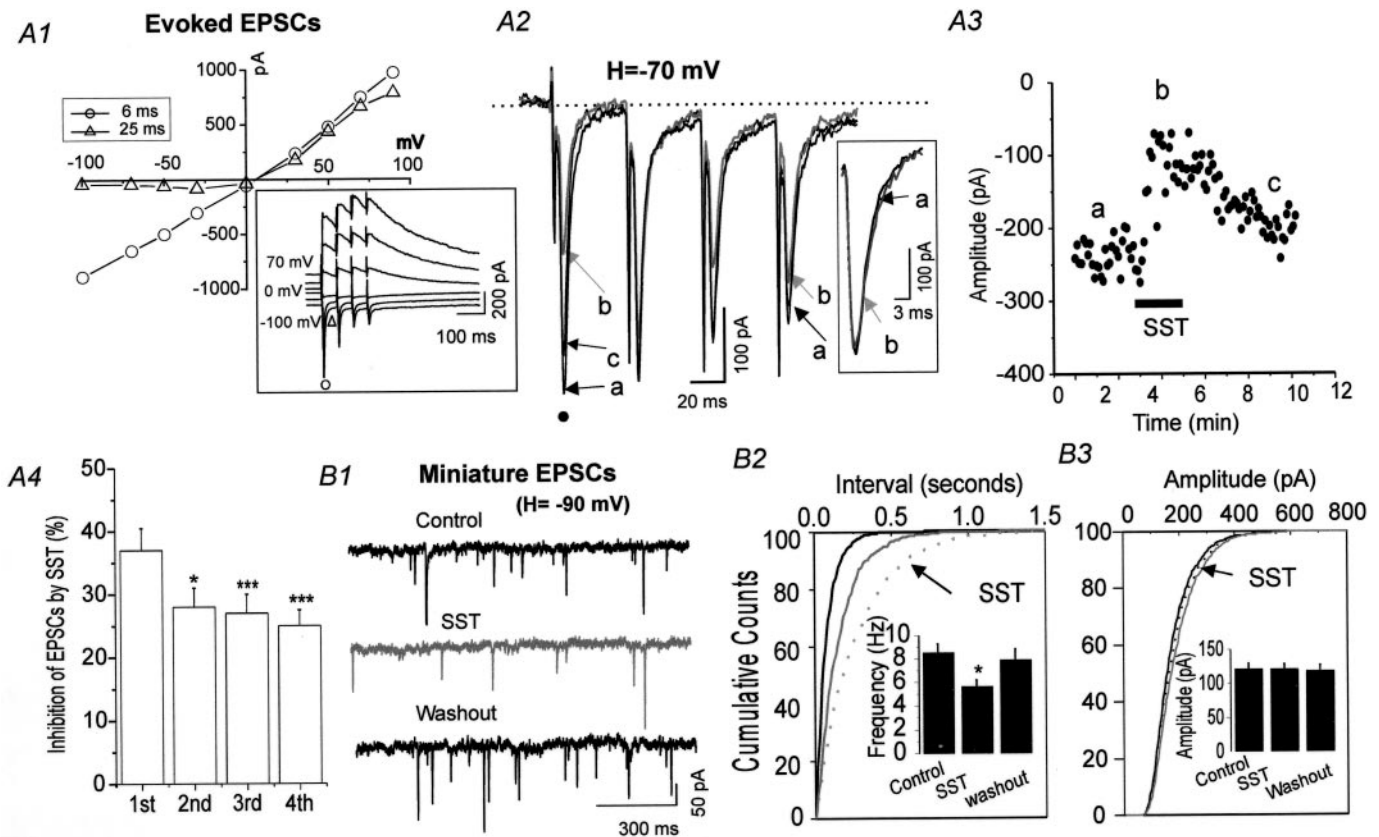 A1
Evoked EPSCs
pA
1000
750
500
250
6 ms
25 ms
mV
-100
-50
50
100
-500
-750
-1000
70 mV
0 mV
-100 mV
200 pA
100 ms
A2
H=-70 mV
a
b
3 ms
100 pA
b
c
a
b
a
20 ms
100 pA
A3
0
-100
-200
-300
-400
Amplitude (pA)
a
b
c
SST
0 2 4 6 8 10 12
Time (min)
A4
50
40
30
20
10
0
Inhibition of EPSCs by SST (%)
* *** ***
1st 2nd 3rd 4th
B1
Miniature EPSCs
(H= -90 mV)
Control
SST
Washout
50 pA
300 ms
B2
Interval (seconds)
0.0 0.5 1.0 1.5
100
80
60
40
20
0
Cumulative Counts
SST
10
8
6
4
2
0
Frequency (Hz)
*
Control
SST
washout
B3
Amplitude (pA)
0 200 400 600 800
100
80
60
40
20
0
SST
150
100
50
0
Amplitude (pA)
Control
SST
Washout